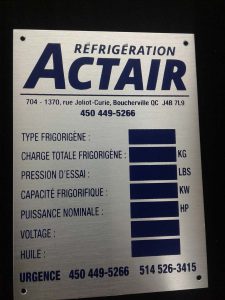 RÉFRIGÉRATION
ACTAIR
704 - 1370, rue Joliot-Curie, Boucherville QC J4B 7L9
450 449-5266
TYPE FRIGORIGÈNE :
CHARGE TOTALE FRIGORIGÈNE : KG
PRESSION D'ESSAI : LBS
CAPACITÉ FRIGORIFIQUE : KW
PUISSANCE NOMINALE : HP
VOLTAGE :
HUILE :
URGENCE 450 449-5266 514 526-3415